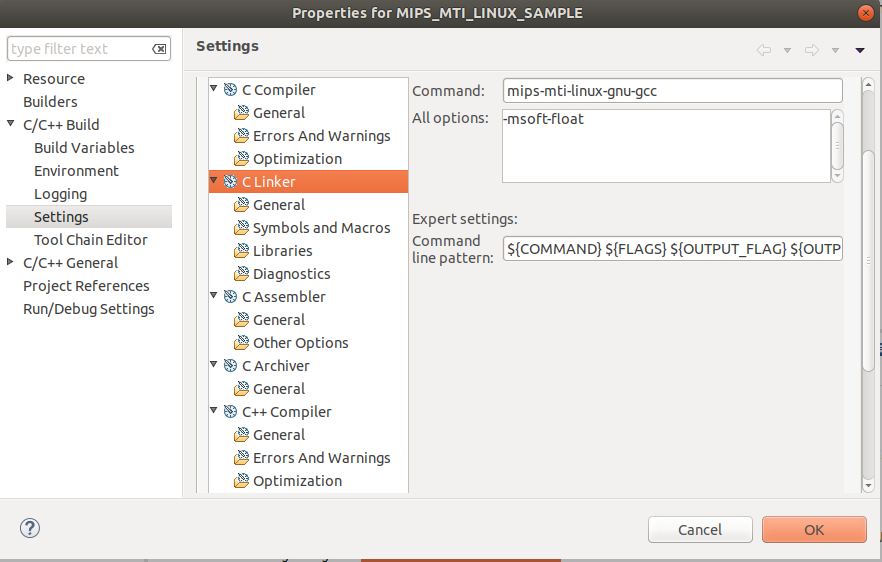 Properties for MIPS_MTI_LINUX_SAMPLE
type filter text
Resource
Builders
C/C++ Build
Build Variables
Environment
Logging
Settings
Tool Chain Editor
C/C++ General
Project References
Run/Debug Settings
Settings
C Compiler
General
Errors And Warnings
Optimization
C Linker
General
Symbols and Macros
Libraries
Diagnostics
C Assembler
General
Other Options
C Archiver
General
C++ Compiler
General
Errors And Warnings
Optimization
Command:
mips-mti-linux-gnu-gcc
All options:
-msoft-float
Expert settings:
Command
line pattern:
${COMMAND} ${FLAGS} ${OUTPUT_FLAG} ${OUTP
?
Cancel
OK